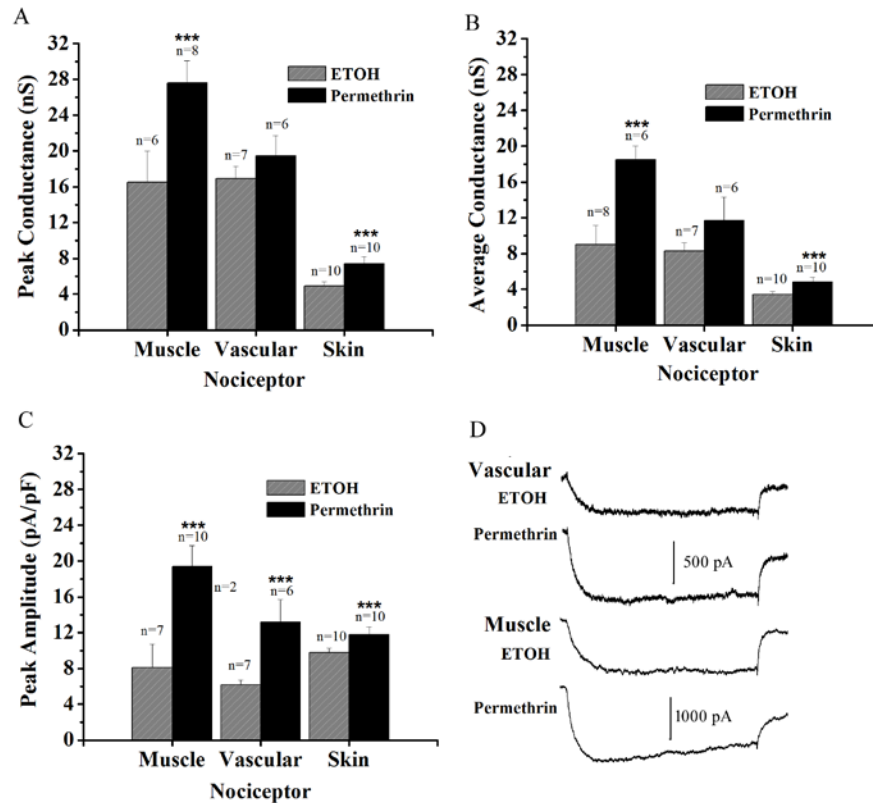 A
Peak Conductance (nS)
32
28
24
20
16
12
8
4
0
ETOH
Permethrin
n=6
***
n=8
n=7
n=6
n=10
***
n=10
Muscle Vascular Skin
Nociceptor
B
Average Conductance (nS)
32
28
24
20
16
12
8
4
0
ETOH
Permethrin
n=8
***
n=6
n=7
n=6
n=10
***
n=10
Muscle Vascular Skin
Nociceptor
C
Peak Amplitude (pA/pF)
32
28
24
20
16
12
8
4
0
ETOH
Permethrin
n=7
***
n=10
n=2
n=7
***
n=6
n=10
***
n=10
Muscle Vascular Skin
Nociceptor
D
Vascular
ETOH
Permethrin
500 pA
Muscle
ETOH
Permethrin
1000 pA